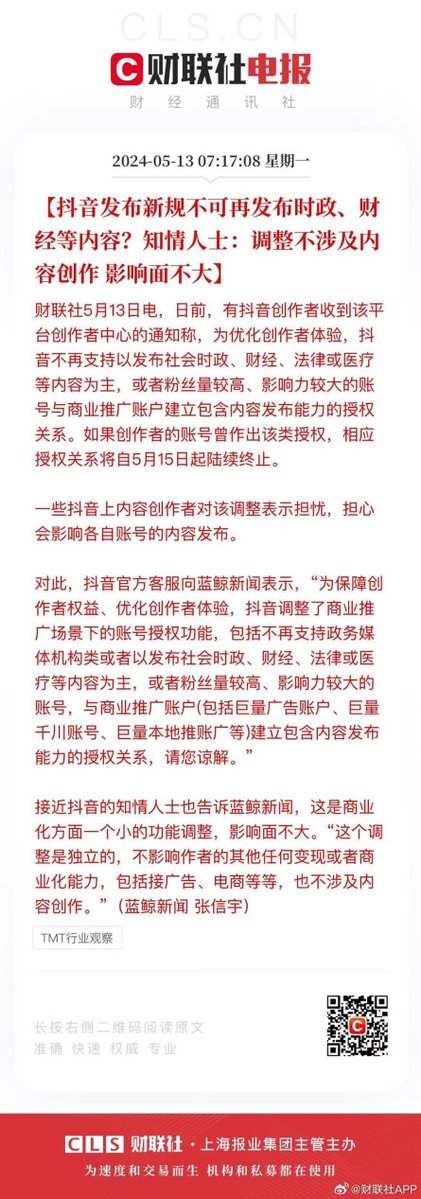 CLS.CN
C 财联社电报
财经通讯社
2024-05-13 07:17:08 星期一
【抖音发布新规不可再发布时政、财
经等内容？知情人士：调整不涉及内
容创作 影响面不大】
财联社5月13日电，日前，有抖音创作者收到该平
台创作者中心的通知称，为优化创作者体验，抖
音不再支持以发布社会时政、财经、法律或医疗
等内容为主，或者粉丝量较高、影响力较大的账
号与商业推广账户建立包含内容发布能力的授权
关系。如果创作者的账号曾作出该类授权，相应
授权关系将自5月15日起陆续终止。
一些抖音上内容创作者对该调整表示担忧，担心
会影响各自账号的内容发布。
对此，抖音官方客服向蓝鲸新闻表示，“为保障创
作者权益、优化创作者体验，抖音调整了商业推
广场景下的账号授权功能，包括不再支持政务媒
体机构类或者以发布社会时政、财经、法律或医
疗等内容为主，或者粉丝量较高、影响力较大的
账号，与商业推广账户(包括巨量广告账户、巨量
千川账号、巨量本地推账广等)建立包含内容发布
能力的授权关系，请您谅解。”
接近抖音的知情人士也告诉蓝鲸新闻，这是商业
化方面一个小的功能调整，影响面不大。“这个调
整是独立的，不影响作者的其他任何变现或者商
业化能力，包括接广告、电商等等，也不涉及内
容创作。”（蓝鲸新闻 张信宇）
TMT行业观察
长按右侧二维码阅读原文
准确 快速 权威 专业
C
CLS 财联社·上海报业集团主管主办
为速度和交易而生 机构和私募都在使用
@财联社APP